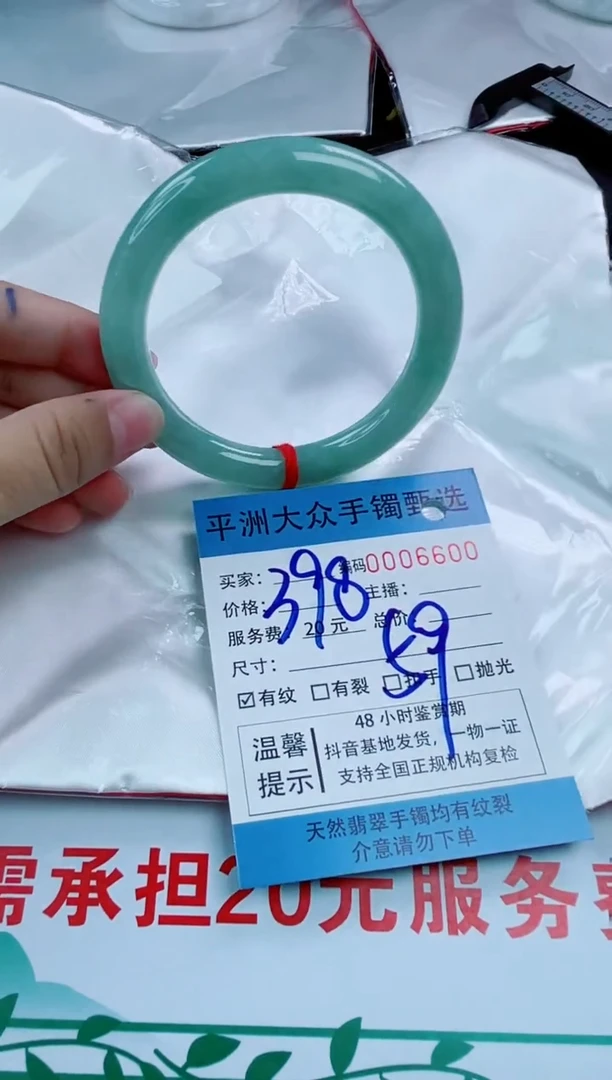 平洲大众手镯甄选
买家： 编码0006600
价格：398 主播：
服务费 20元 总价
59
尺寸：
☑有纹 □有裂 □扣手 □抛光
温馨提示
48小时鉴赏期
抖音基地发货，一物一证
支持全国正规机构复检
天然翡翠手镯均有纹裂
介意请勿下单
需承担20元服务费